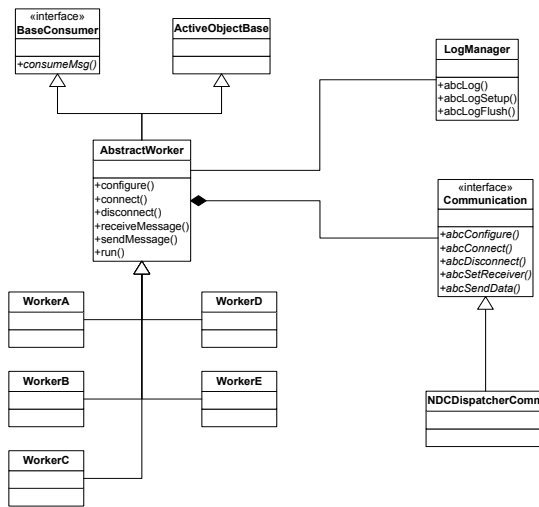 «interface»
BaseConsumer
+consumeMsg()
ActiveObjectBase
LogManager
+abcLog()
+abcLogSetup()
+abcLogFlush()
AbstractWorker
+configure()
+connect()
+disconnect()
+receiveMessage()
+sendMessage()
+run()
«interface»
Communication
+abcConfigure()
+abcConnect()
+abcDisconnect()
+abcSetReceiver()
+abcSendData()
WorkerA
WorkerD
WorkerB
WorkerE
NDCDispatcherComm
WorkerC